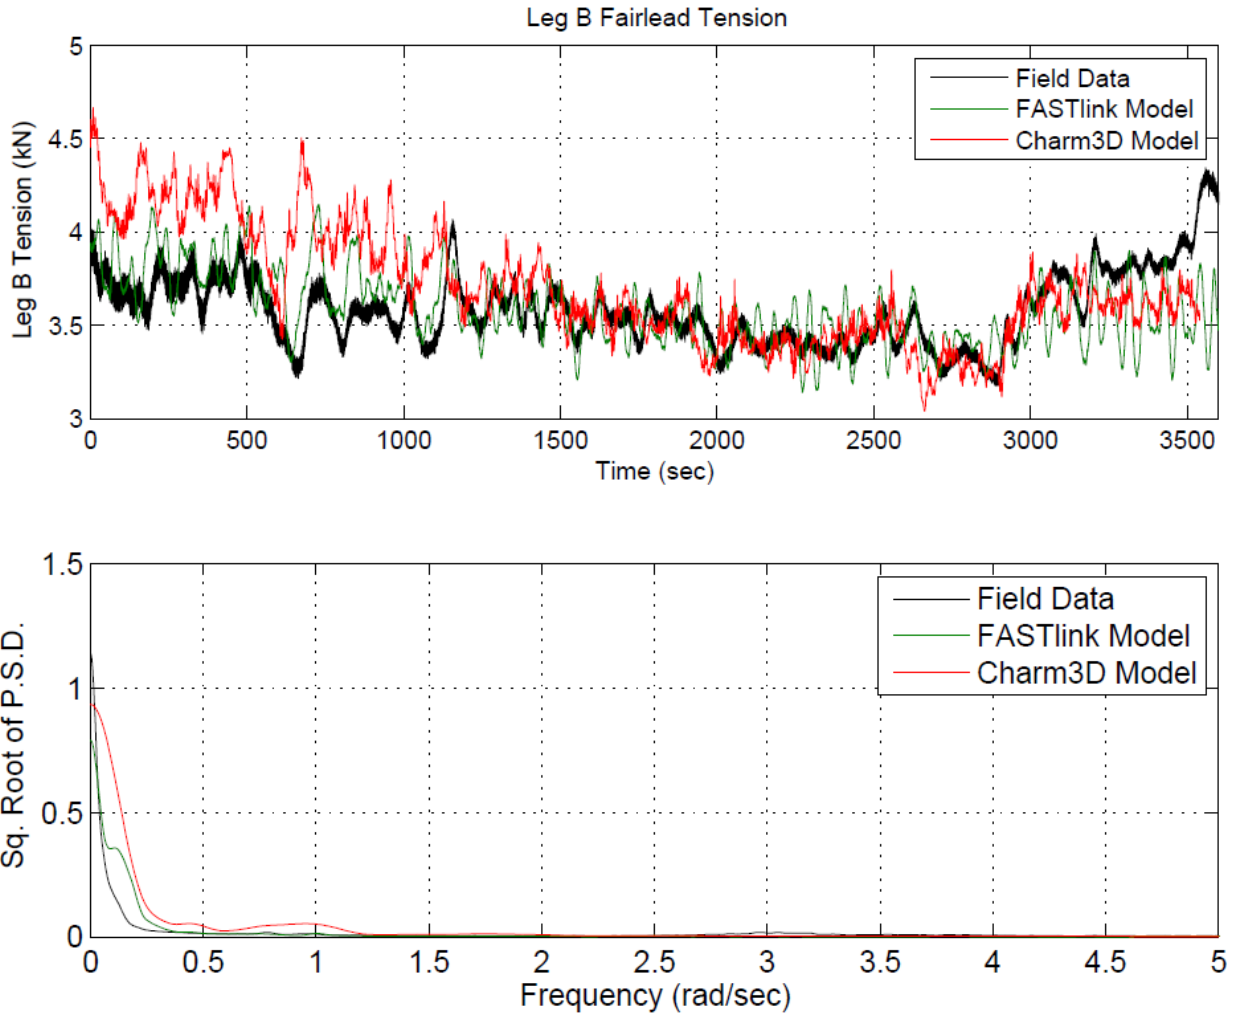 Leg B Fairlead Tension
5
4.5
4
3.5
3
Leg B Tension (kN)
Field Data
FASTlink Model
Charm3D Model
0 500 1000 1500 2000 2500 3000 3500
Time (sec)
1.5
1
0.5
0
Sq. Root of P.S.D.
Field Data
FASTlink Model
Charm3D Model
0 0.5 1 1.5 2 2.5 3 3.5 4 4.5 5
Frequency (rad/sec)